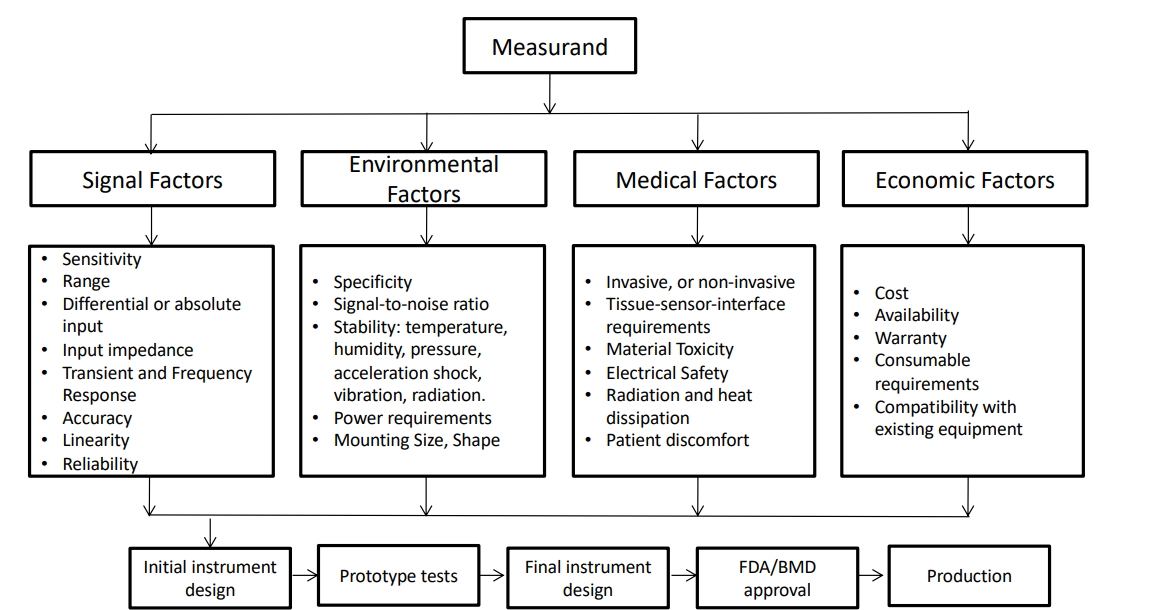 Measurand
Signal Factors
Environmental
Factors
Medical Factors
Economic Factors
• Sensitivity
• Range
• Differential or absolute
input
• Input impedance
• Transient and Frequency
Response
• Accuracy
• Linearity
• Reliability
• Specificity
• Signal-to-noise ratio
• Stability: temperature,
humidity, pressure,
acceleration shock,
vibration, radiation.
• Power requirements
• Mounting Size, Shape
• Invasive, or non-invasive
• Tissue-sensor-interface
requirements
• Material Toxicity
• Electrical Safety
• Radiation and heat
dissipation
• Patient discomfort
• Cost
• Availability
• Warranty
• Consumable
requirements
• Compatibility with
existing equipment
Initial instrument
design
Prototype tests
Final instrument
design
FDA/BMD
approval
Production